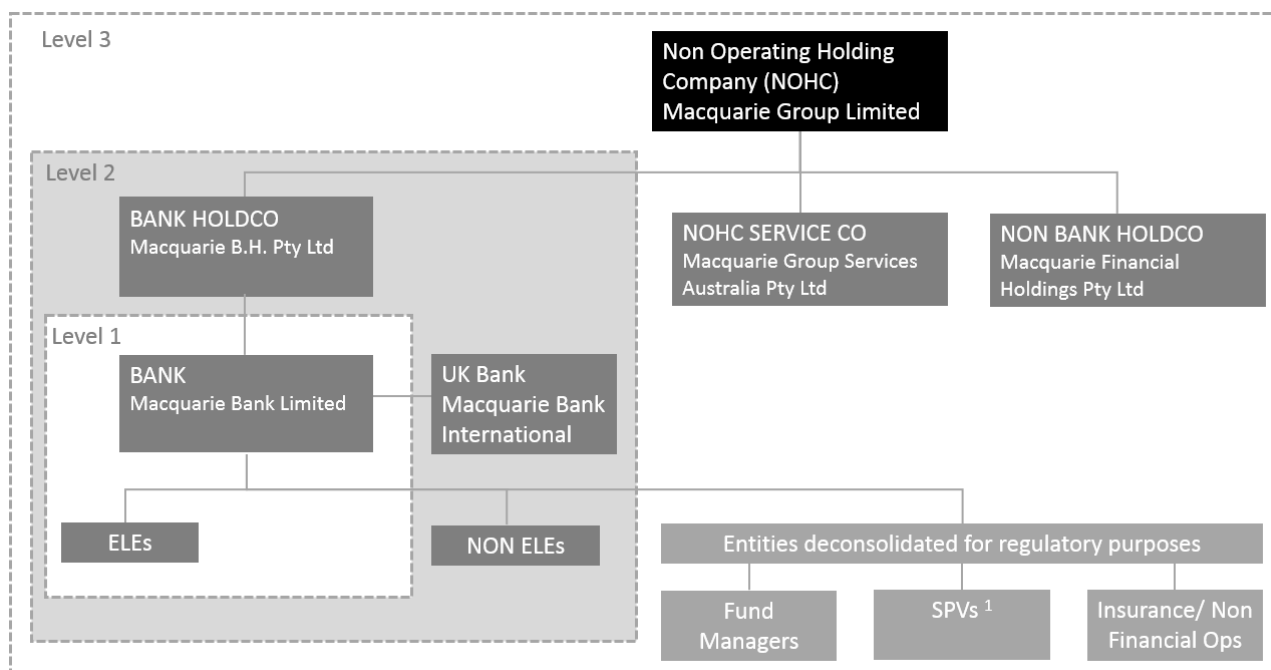 Level 3
Non Operating Holding
Company (NOHC)
Macquarie Group Limited
Level 2
BANK HOLDCO
Macquarie B.H. Pty Ltd
NOHC SERVICE CO
Macquarie Group Services
Australia Pty Ltd
NON BANK HOLDCO
Macquarie Financial
Holdings Pty Ltd
Level 1
BANK
Macquarie Bank Limited
UK Bank
Macquarie Bank
International
ELEs
NON ELEs
Entities deconsolidated for regulatory purposes
Fund
Managers
SPVs 1
Insurance/ Non
Financial Ops